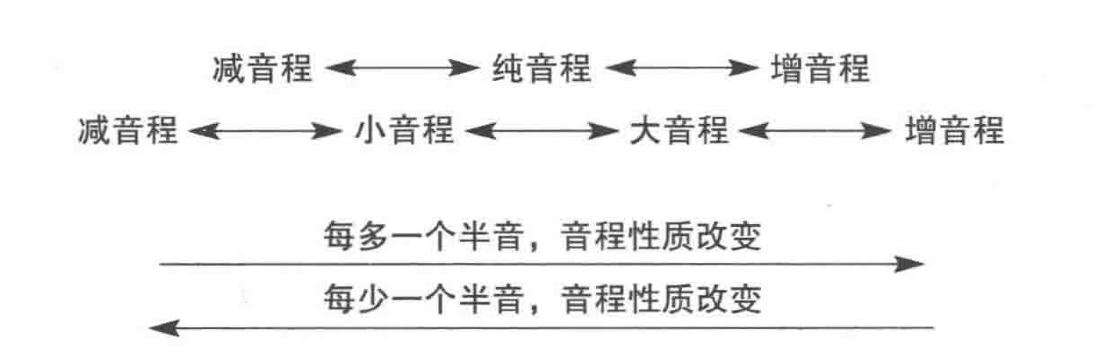 减音程 纯音程 增音程
减音程 小音程 大音程 增音程
每多一个半音，音程性质改变
每少一个半音，音程性质改变